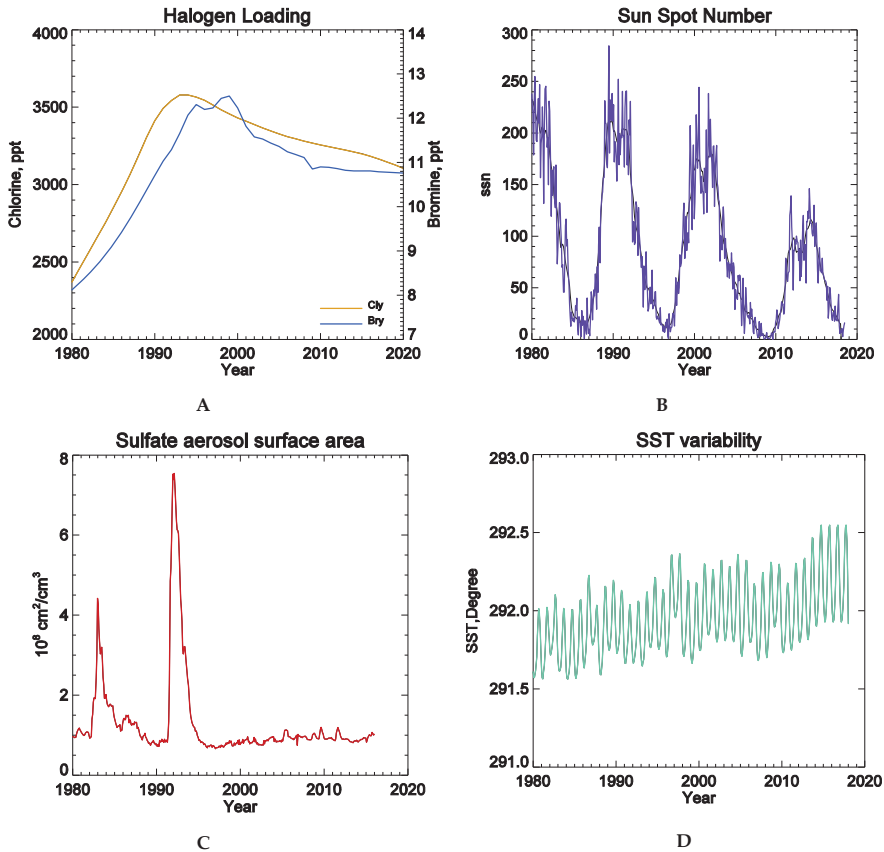 Halogen Loading
4000
3500
3000
2500
2000
Chlorine, ppt
14
13
12
11
10
9
8
7
Bromine, ppt
Cly
Bry
1980
1990
2000
2010
2020
Year
A
Sun Spot Number
300
250
200
150
100
50
0
ssn
1980
1990
2000
2010
2020
Year
B
Sulfate aerosol surface area
8
6
4
2
0
10⁸ cm²/cm³
1980
1990
2000
2010
2020
Year
C
SST variability
293.0
292.5
292.0
291.5
291.0
SST,Degree
1980
1990
2000
2010
2020
Year
D